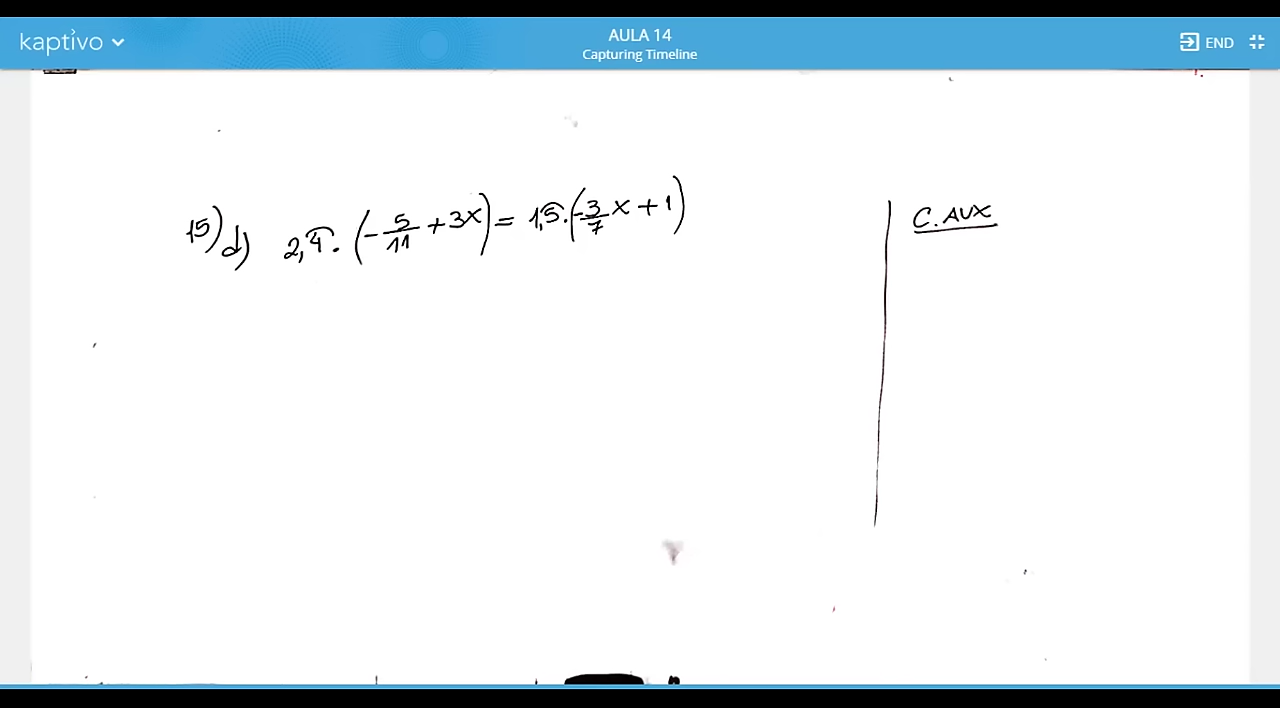 kaptivo
AULA 14
Capturing Timeline
END
15) d) 2,4̂ · (-5/11 + 3x) = 1,5̂ · (-3/7 x + 1)
C. AUX